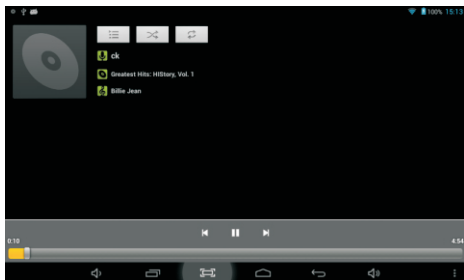 100% 15:13
ck
Greatest Hits: HIStory, Vol. 1
Billie Jean
0:10
4:54